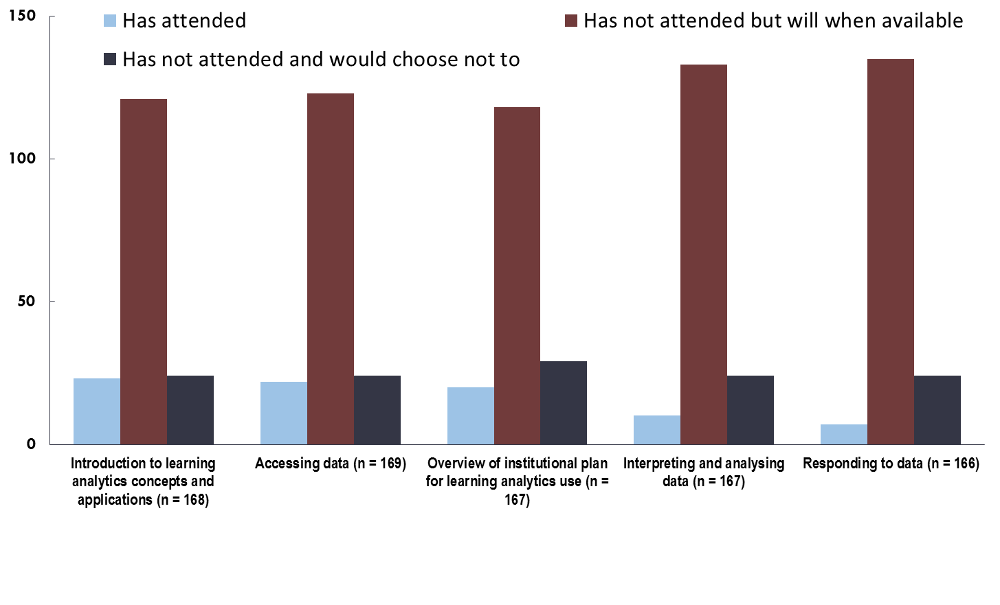 150
Has attended
Has not attended but will when available
Has not attended and would choose not to
100
50
0
Introduction to learning
analytics concepts and
applications (n = 168)
Accessing data (n = 169)
Overview of institutional plan
for learning analytics use (n =
167)
Interpreting and analysing
data (n = 167)
Responding to data (n = 166)